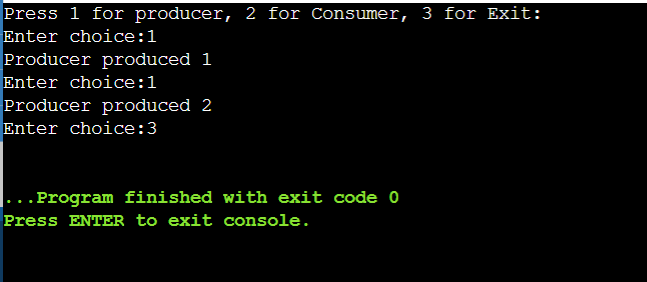 Press 1 for producer, 2 for Consumer, 3 for Exit:
Enter choice:1
Producer produced 1
Enter choice:1
Producer produced 2
Enter choice:3
...Program finished with exit code 0
Press ENTER to exit console.